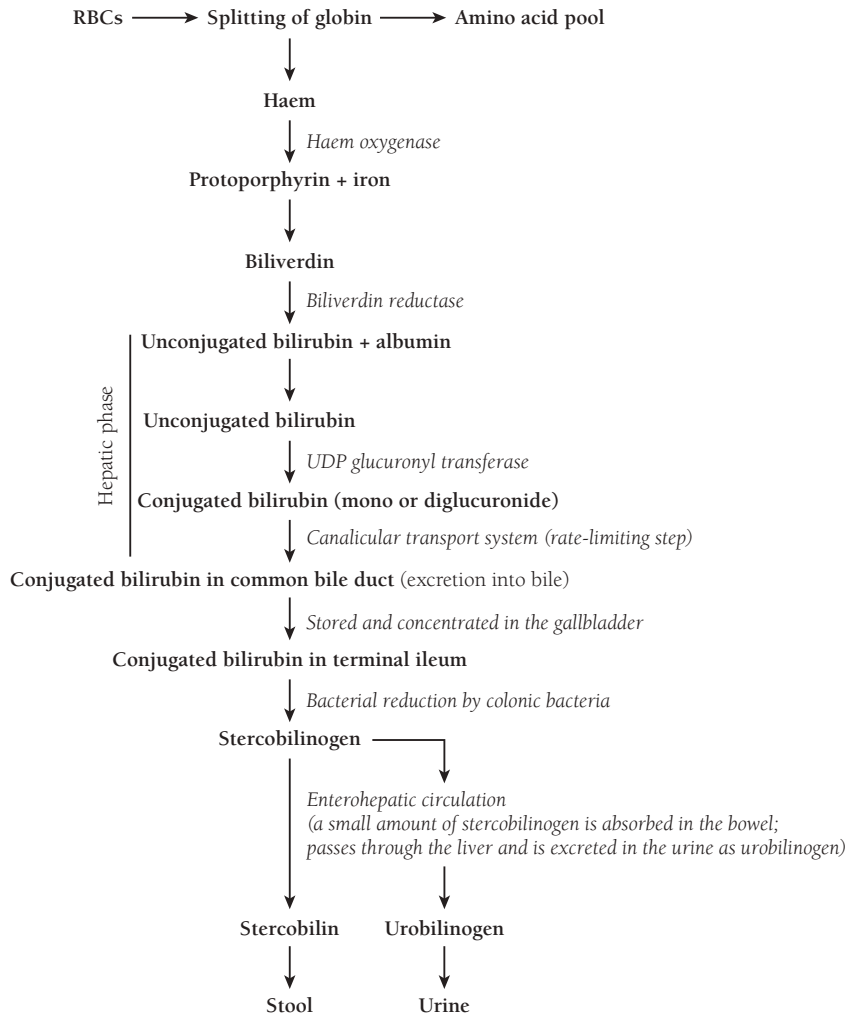 RBCs Splitting of globin Amino acid pool
Haem
Haem oxygenase
Protoporphyrin + iron
Biliverdin
Biliverdin reductase
Unconjugated bilirubin + albumin
Hepatic phase
Unconjugated bilirubin
UDP glucuronyl transferase
Conjugated bilirubin (mono or diglucuronide)
Canalicular transport system (rate-limiting step)
Conjugated bilirubin in common bile duct (excretion into bile)
Stored and concentrated in the gallbladder
Conjugated bilirubin in terminal ileum
Bacterial reduction by colonic bacteria
Stercobilinogen
Enterohepatic circulation
(a small amount of stercobilinogen is absorbed in the bowel;
passes through the liver and is excreted in the urine as urobilinogen)
Stercobilin Urobilinogen
Stool Urine